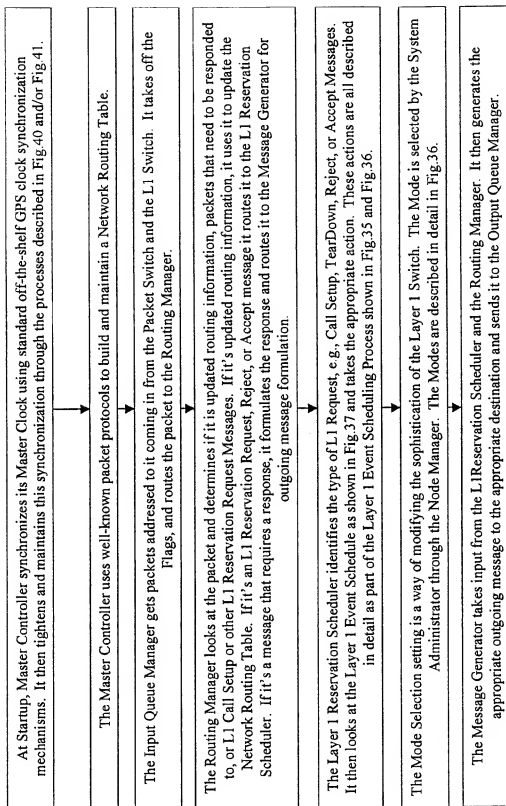 At Startup, Master Controller synchronizes its Master Clock using standard off-the-shelf GPS clock synchronization
mechanisms. It then tightens and maintains this synchronization through the processes described in Fig.40 and/or Fig.41.
The Master Controller uses well-known packet protocols to build and maintain a Network Routing Table.
The Input Queue Manager gets packets addressed to it coming in from the Packet Switch and the L1 Switch. It takes off the
Flags, and routes the packet to the Routing Manager.
The Routing Manager looks at the packet and determines if it is updated routing information, packets that need to be responded
to, or L1 Call Setup or other L1 Reservation Request Messages. If it's updated routing information, it uses it to update the
Network Routing Table. If it's an L1 Reservation Request, Reject, or Accept message it routes it to the L1 Reservation
Scheduler. If it's a message that requires a response, it formulates the response and routes it to the Message Generator for
outgoing message formulation.
The Layer 1 Reservation Scheduler identifies the type of L1 Request, e.g., Call Setup, TearDown, Reject, or Accept Messages.
It then looks at the Layer 1 Event Schedule as shown in Fig.37 and takes the appropriate action. These actions are all described
in detail as part of the Layer 1 Event Scheduling Process shown in Fig.35 and Fig.36.
The Mode Selection setting is a way of modifying the sophistication of the Layer 1 Switch. The Mode is selected by the System
Administrator through the Node Manager. The Modes are described in detail in Fig.36.
The Message Generator takes input from the L1Reservation Scheduler and the Routing Manager. It then generates the
appropriate outgoing message to the appropriate destination and sends it to the Output Queue Manager.